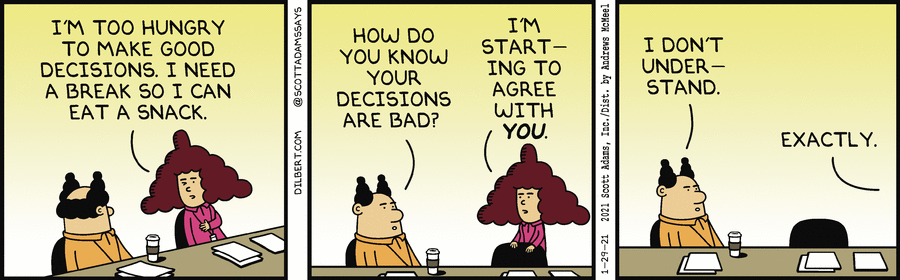 I'M TOO HUNGRY
TO MAKE GOOD
DECISIONS. I NEED
A BREAK SO I CAN
EAT A SNACK.
DILBERT.COM @SCOTTADAMSSAYS
HOW DO
YOU KNOW
YOUR
DECISIONS
ARE BAD?
I'M
START-
ING TO
AGREE
WITH
YOU.
1-29-21 2021 Scott Adams, Inc./Dist. by Andrews McMeel
I DON'T
UNDER-
STAND.
EXACTLY.